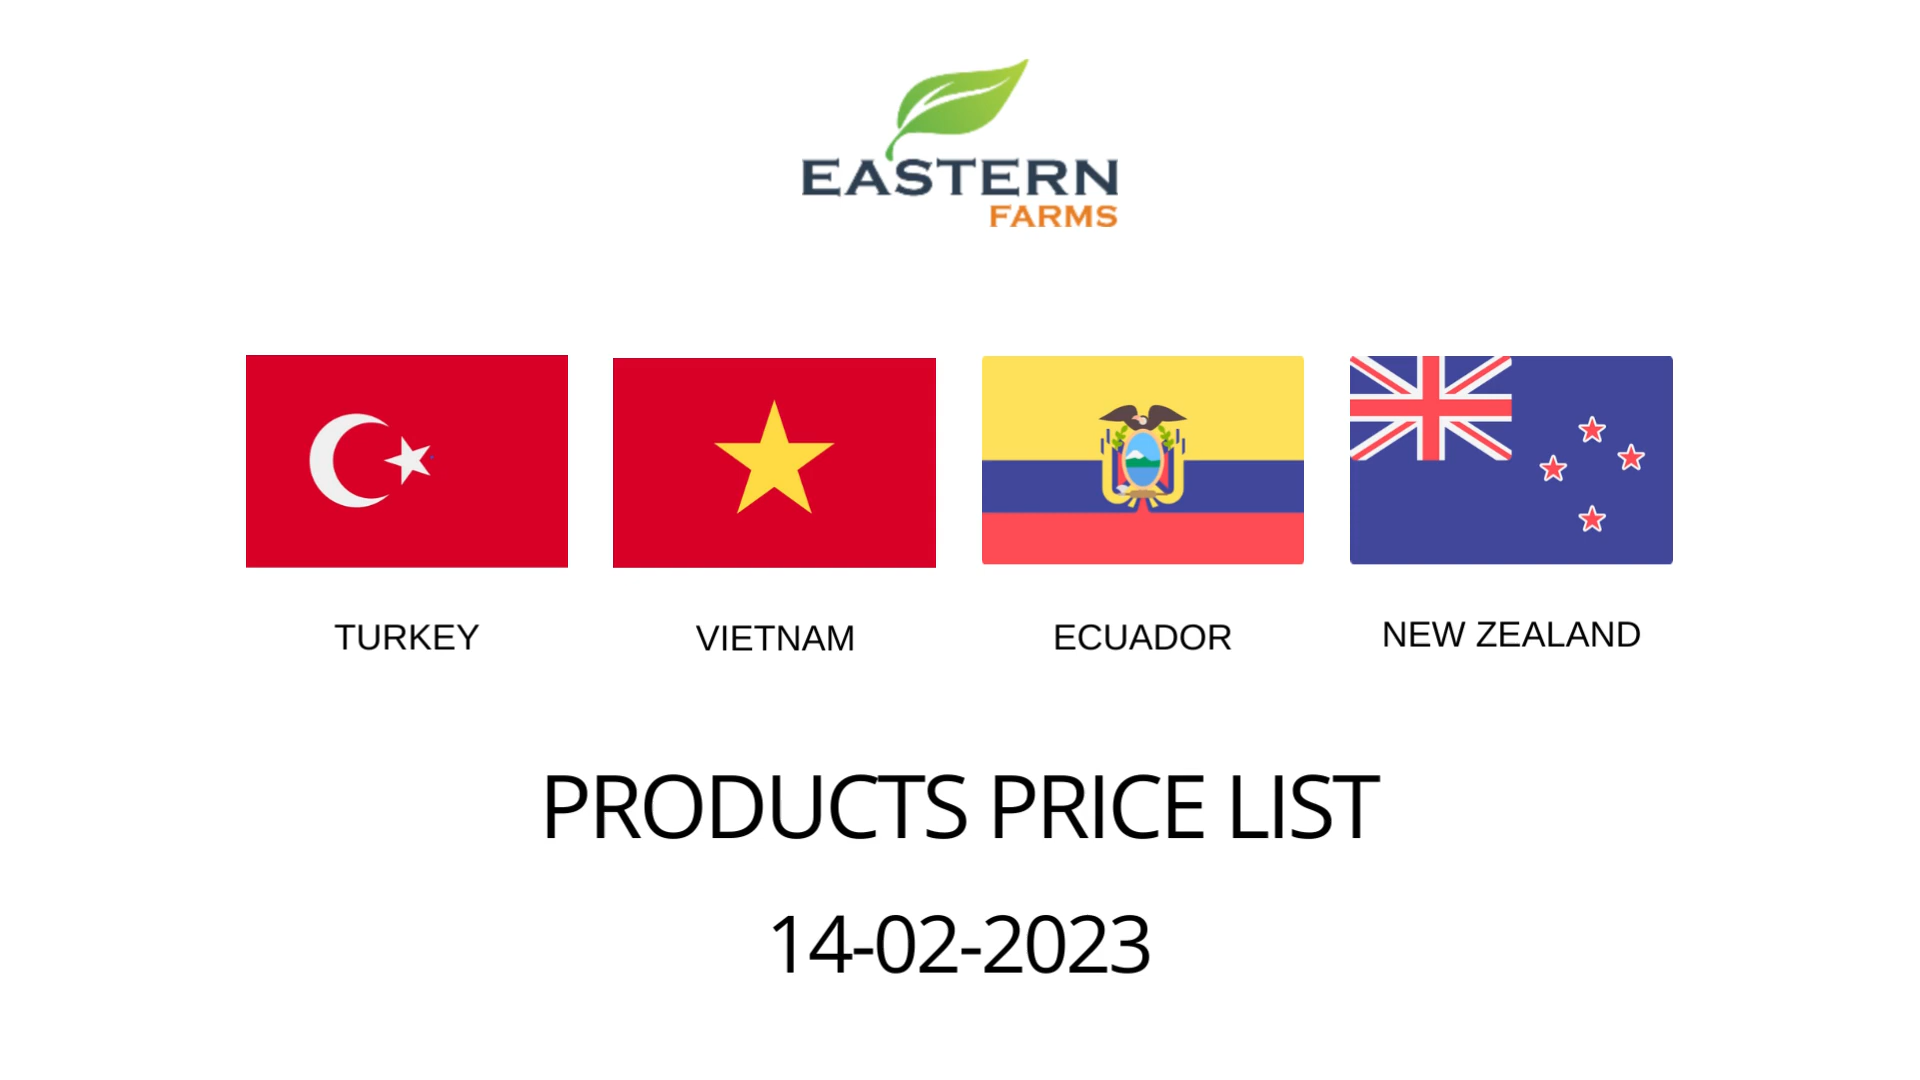 EASTERN
FARMS
TURKEY
VIETNAM
ECUADOR
NEW ZEALAND
PRODUCTS PRICE LIST
14-02-2023